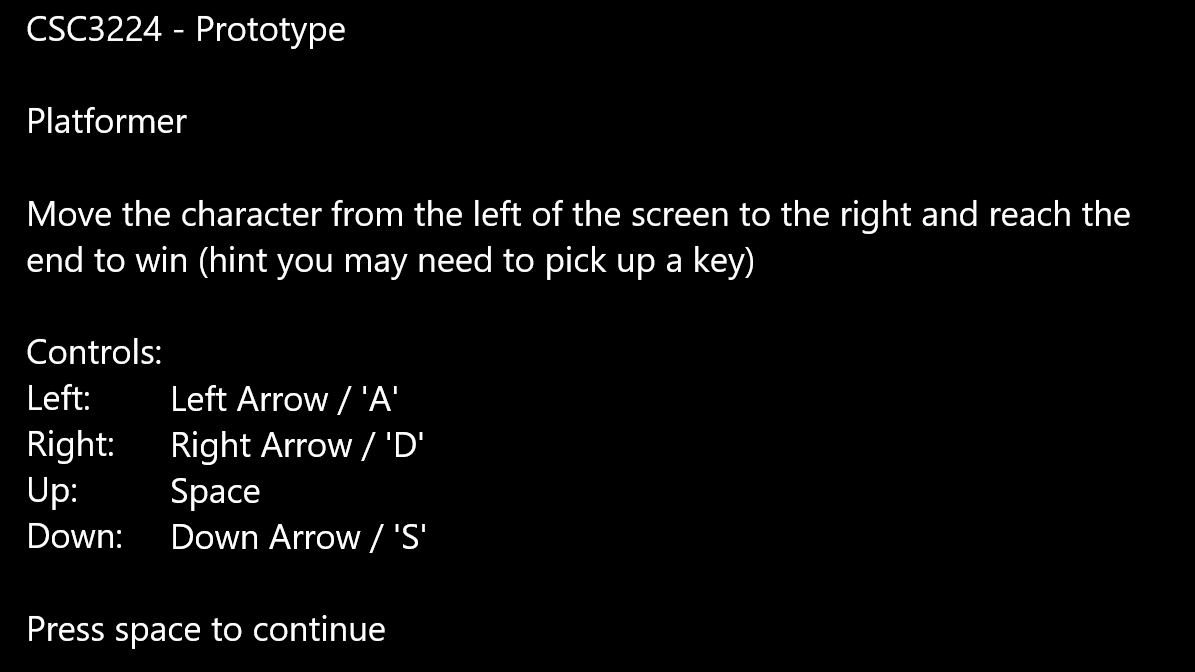 CSC3224 - Prototype
Platformer
Move the character from the left of the screen to the right and reach the
end to win (hint you may need to pick up a key)
Controls:
Left: Left Arrow / 'A'
Right: Right Arrow / 'D'
Up: Space
Down: Down Arrow / 'S'
Press space to continue